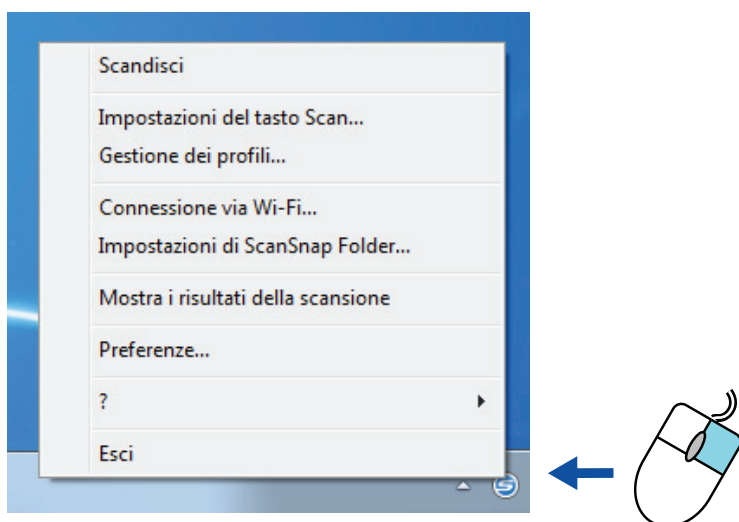 Scandisci
Impostazioni del tasto Scan...
Gestione dei profili...
Connessione via Wi-Fi...
Impostazioni di ScanSnap Folder...
Mostra i risultati della scansione
Preferenze...
?
Esci
S